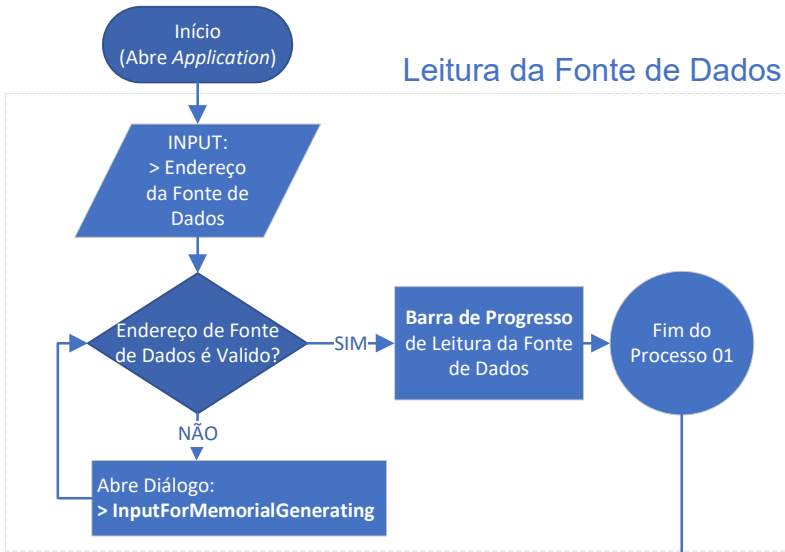 Início
(Abre Application)
Leitura da Fonte de Dados
INPUT:
> Endereço
da Fonte de
Dados
Endereço de Fonte
de Dados é Valido?
SIM
Barra de Progresso
de Leitura da Fonte
de Dados
Fim do
Processo 01
NÃO
Abre Diálogo:
> InputForMemorialGenerating